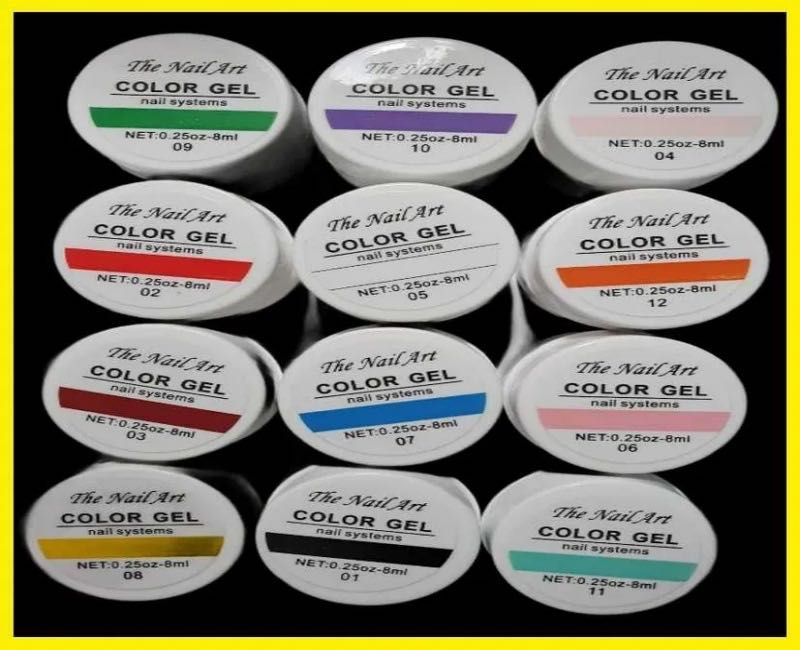 The Nail Art
COLOR GEL
nail systems
NET:0.25oz-8ml
09
The Nail Art
COLOR GEL
nail systems
NET:0.25oz-8ml
10
The Nail Art
COLOR GEL
nail systems
NET:0.25oz-8ml
04
The Nail Art
COLOR GEL
nail systems
NET:0.25oz-8ml
02
The Nail Art
COLOR GEL
nail systems
NET:0.25oz-8ml
05
The Nail Art
COLOR GEL
nail systems
NET:0.25oz-8ml
12
The Nail Art
COLOR GEL
nail systems
NET:0.25oz-8ml
03
The Nail Art
COLOR GEL
nail systems
NET:0.25oz-8ml
07
The Nail Art
COLOR GEL
nail systems
NET:0.25oz-8ml
06
The Nail Art
COLOR GEL
nail systems
NET:0.25oz-8ml
08
The Nail Art
COLOR GEL
nail systems
NET:0.25oz-8ml
01
The Nail Art
COLOR GEL
nail systems
NET:0.25oz-8ml
11